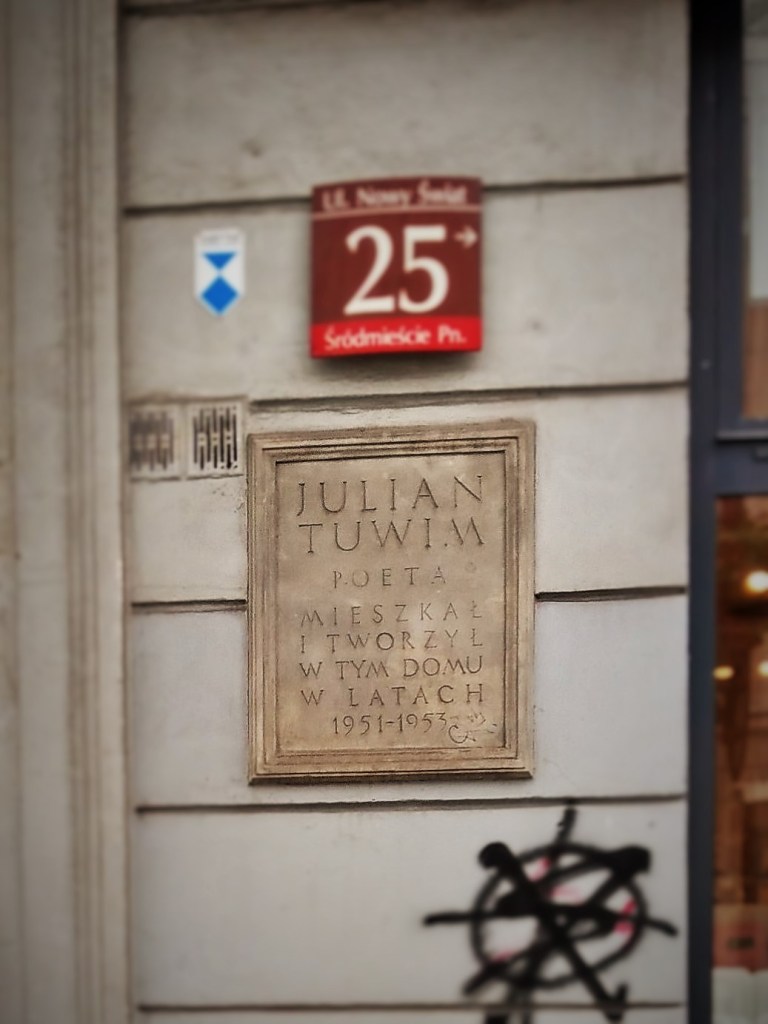 Ul. Nowy Świat
25 →
Śródmieście Pn.
JULIAN
TUWIM
POETA
MIESZKAŁ
I TWORZYŁ
W TYM DOMU
W LATACH
1951-1953